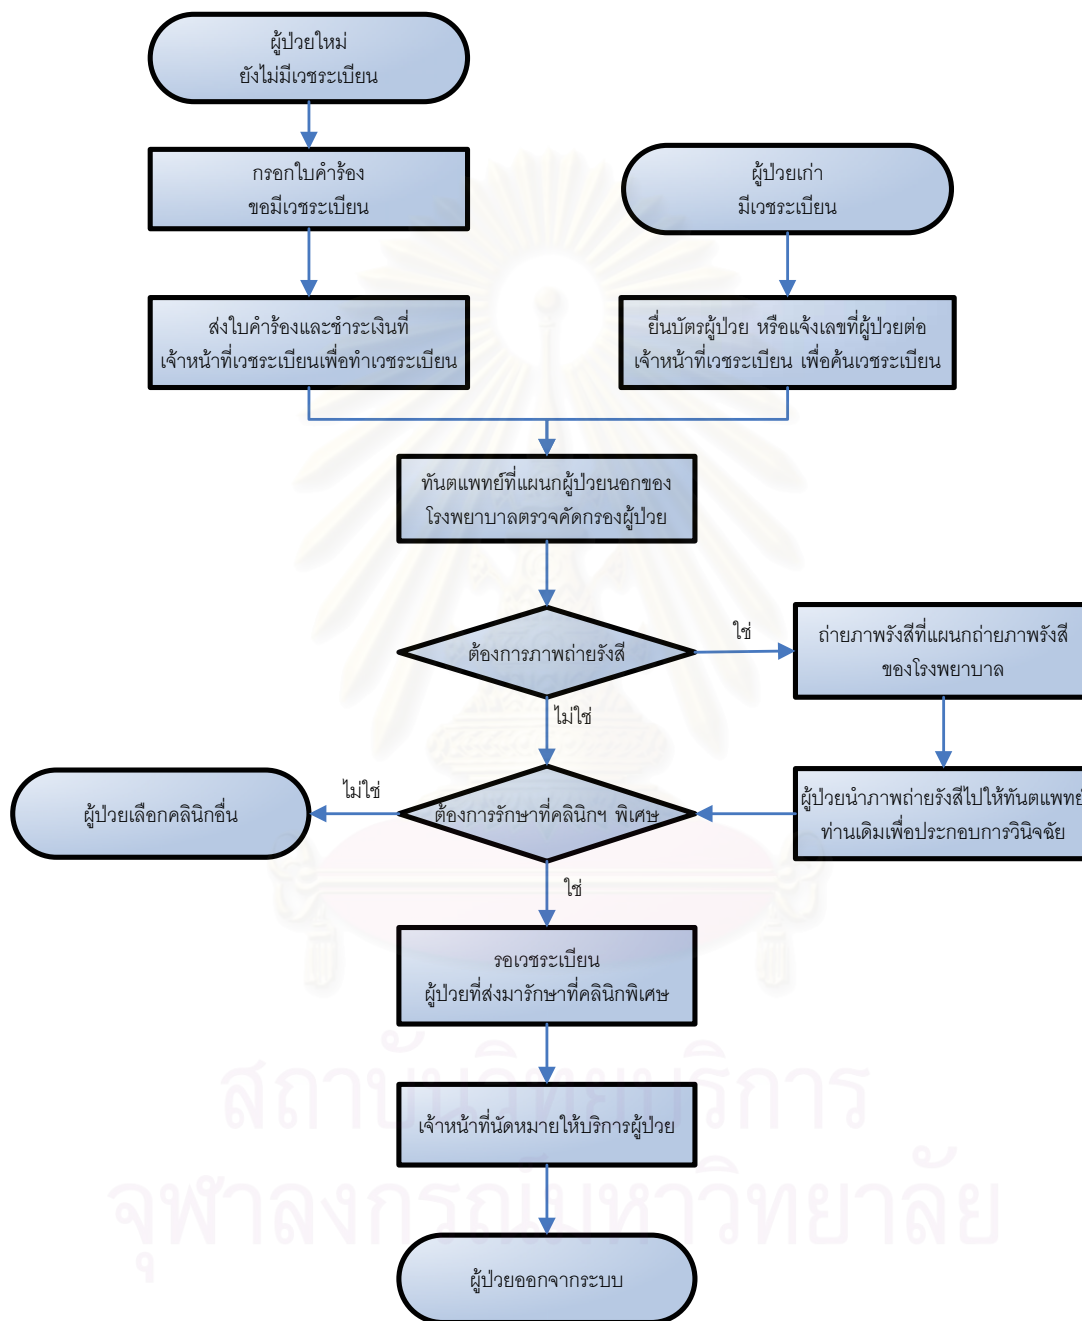 ผู้ป่วยใหม่
ยังไม่มีเวชระเบียน
กรอกใบคำร้อง
ขอมีเวชระเบียน
ผู้ป่วยเก่า
มีเวชระเบียน
ส่งใบคำร้องและชำระเงินที่
เจ้าหน้าที่เวชระเบียนเพื่อทำเวชระเบียน
ยื่นบัตรผู้ป่วย หรือแจ้งเลขที่ผู้ป่วยต่อ
เจ้าหน้าที่เวชระเบียน เพื่อค้นเวชระเบียน
ทันตแพทย์ที่แผนกผู้ป่วยนอกของ
โรงพยาบาลตรวจคัดกรองผู้ป่วย
ต้องการภาพถ่ายรังสี
ใช่
ถ่ายภาพรังสีที่แผนกถ่ายภาพรังสี
ของโรงพยาบาล
ไม่ใช่
ผู้ป่วยเลือกคลินิกอื่น
ไม่ใช่
ต้องการรักษาที่คลินิกฯ พิเศษ
ผู้ป่วยนำภาพถ่ายรังสีไปให้ทันตแพทย์
ท่านเดิมเพื่อประกอบการวินิจฉัย
ใช่
รอเวชระเบียน
ผู้ป่วยที่ส่งมารักษาที่คลินิกพิเศษ
เจ้าหน้าที่นัดหมายให้บริการผู้ป่วย
ผู้ป่วยออกจากระบบ
สถาบันวิทยบริการ
จุฬาลงกรณ์มหาวิทยาลัย